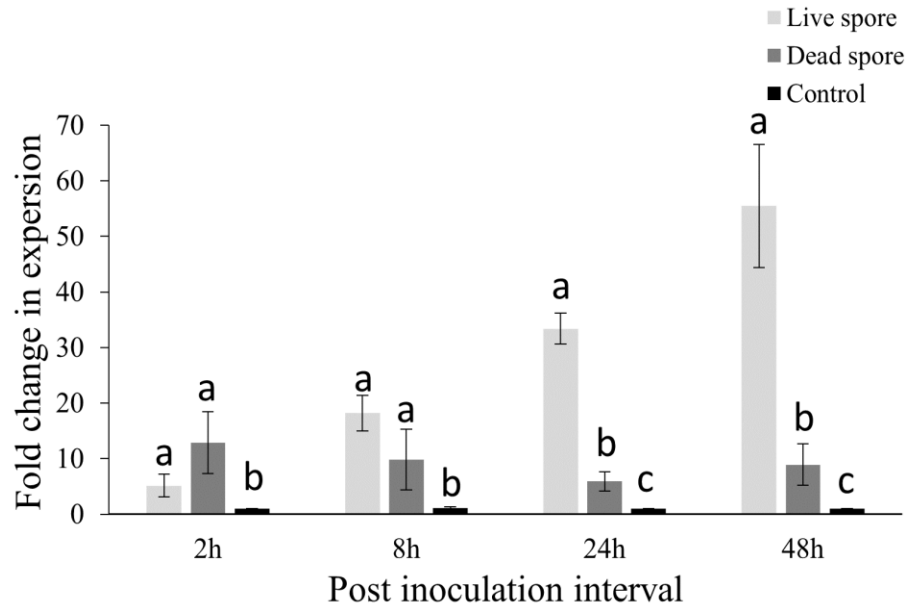 Live spore
Dead spore
Control
Fold change in expersion
70
60
50
40
30
20
10
0
a a b
a a b
a b c
a b c
2h 8h 24h 48h
Post inoculation interval